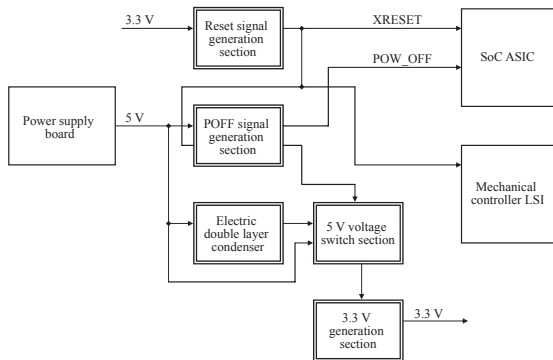 3.3 V
Reset signal
generation
section
XRESET
SoC ASIC
POW_OFF
Power supply
board
5 V
POFF signal
generation
section
Mechanical
controller LSI
Electric
double layer
condenser
5 V voltage
switch section
3.3 V
generation
section
3.3 V